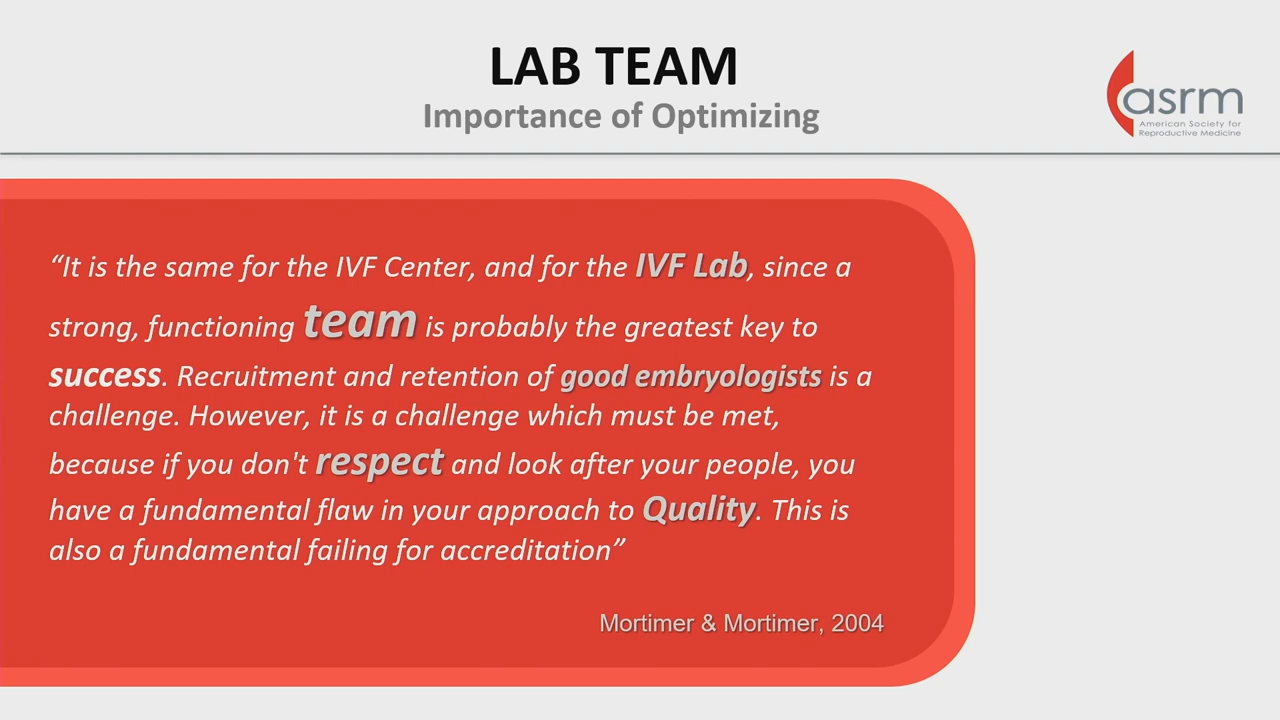 LAB TEAM
Importance of Optimizing
asrm
American Society for
Reproductive Medicine
“It is the same for the IVF Center, and for the IVF Lab, since a
strong, functioning team is probably the greatest key to
success. Recruitment and retention of good embryologists is a
challenge. However, it is a challenge which must be met,
because if you don't respect and look after your people, you
have a fundamental flaw in your approach to Quality. This is
also a fundamental failing for accreditation”
Mortimer & Mortimer, 2004